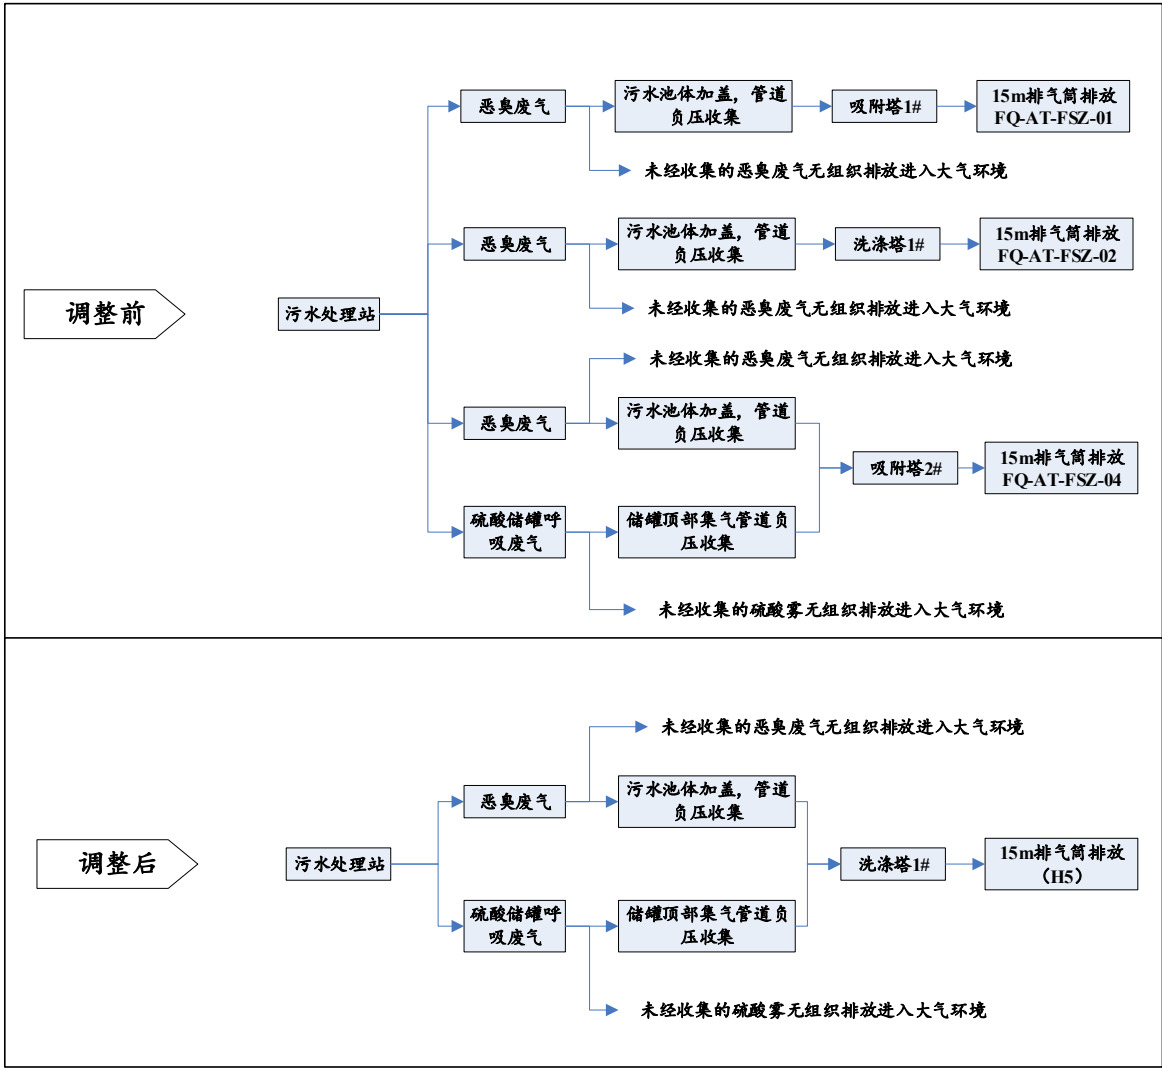 恶臭废气
污水池体加盖，管道
负压收集
吸附塔1#
15m排气筒排放
FQ-AT-FSZ-01
未经收集的恶臭废气无组织排放进入大气环境
恶臭废气
污水池体加盖，管道
负压收集
洗涤塔1#
15m排气筒排放
FQ-AT-FSZ-02
未经收集的恶臭废气无组织排放进入大气环境
调整前
污水处理站
未经收集的恶臭废气无组织排放进入大气环境
恶臭废气
污水池体加盖，管道
负压收集
吸附塔2#
15m排气筒排放
FQ-AT-FSZ-04
硫酸储罐呼
吸废气
储罐顶部集气管道负
压收集
未经收集的硫酸雾无组织排放进入大气环境
未经收集的恶臭废气无组织排放进入大气环境
恶臭废气
污水池体加盖，管道
负压收集
调整后
污水处理站
洗涤塔1#
15m排气筒排放
（H5）
硫酸储罐呼
吸废气
储罐顶部集气管道负
压收集
未经收集的硫酸雾无组织排放进入大气环境